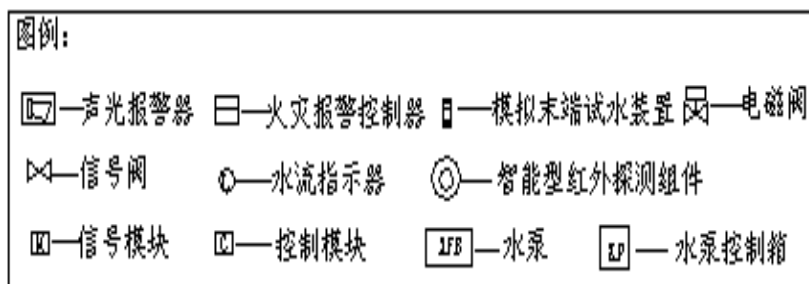 图例：
声光报警器 火灾报警控制器 模拟末端试水装置 电磁阀
信号阀 水流指示器 智能型红外探测组件
信号模块 C 控制模块 水泵 水泵控制箱